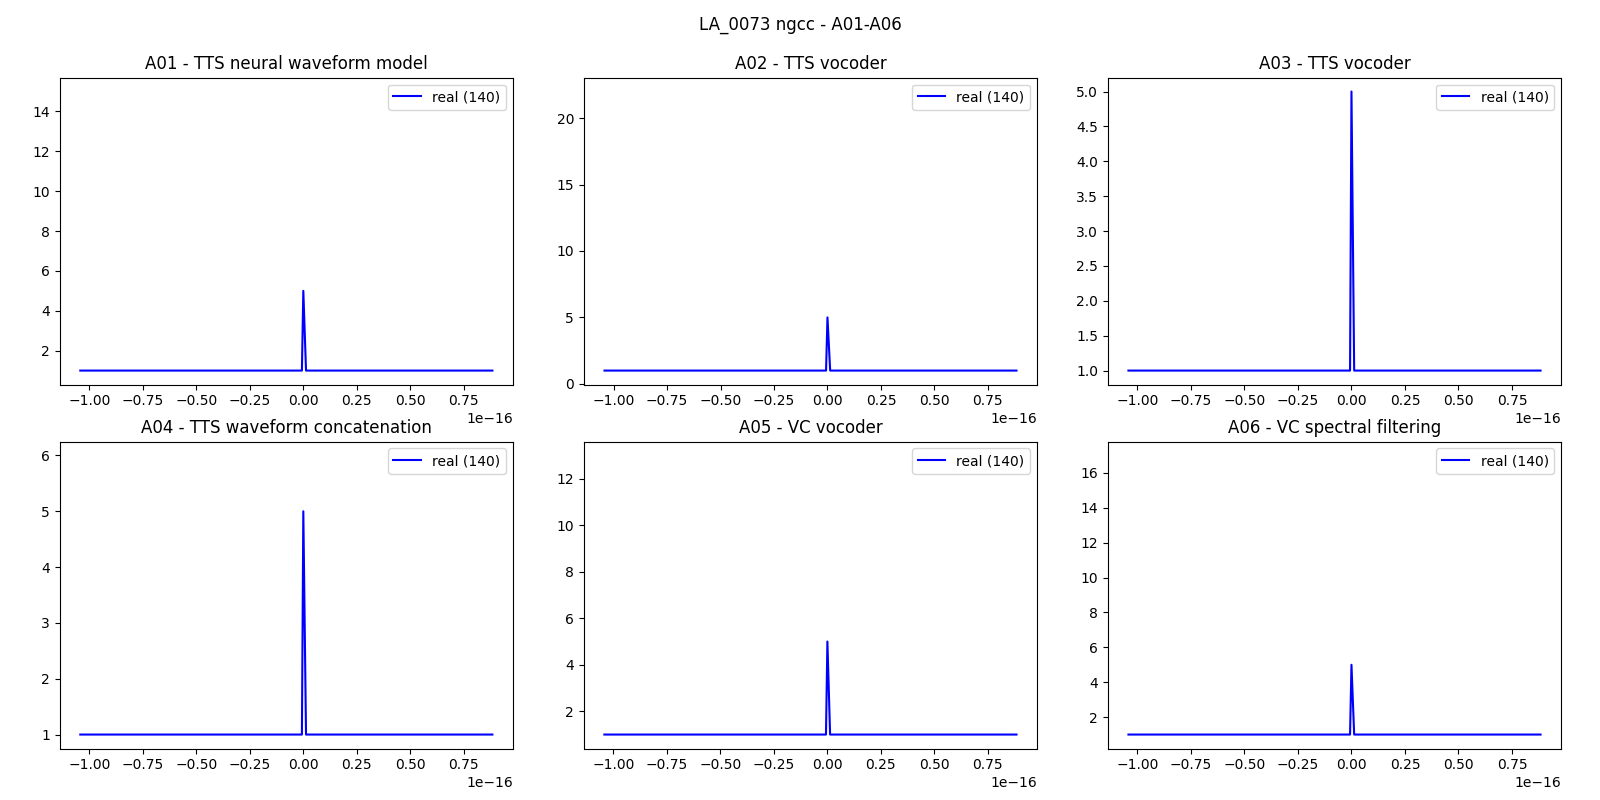 LA_0073 ngcc - A01-A06
A01 - TTS neural waveform model
real (140)
14
12
10
8
6
4
2
−1.00 −0.75 −0.50 −0.25 0.00 0.25 0.50 0.75
1e−16
A02 - TTS vocoder
real (140)
20
15
10
5
0
−1.00 −0.75 −0.50 −0.25 0.00 0.25 0.50 0.75
1e−16
A03 - TTS vocoder
real (140)
5.0
4.5
4.0
3.5
3.0
2.5
2.0
1.5
1.0
−1.00 −0.75 −0.50 −0.25 0.00 0.25 0.50 0.75
1e−16
A04 - TTS waveform concatenation
real (140)
6
5
4
3
2
1
−1.00 −0.75 −0.50 −0.25 0.00 0.25 0.50 0.75
1e−16
A05 - VC vocoder
real (140)
12
10
8
6
4
2
−1.00 −0.75 −0.50 −0.25 0.00 0.25 0.50 0.75
1e−16
A06 - VC spectral filtering
real (140)
16
14
12
10
8
6
4
2
−1.00 −0.75 −0.50 −0.25 0.00 0.25 0.50 0.75
1e−16